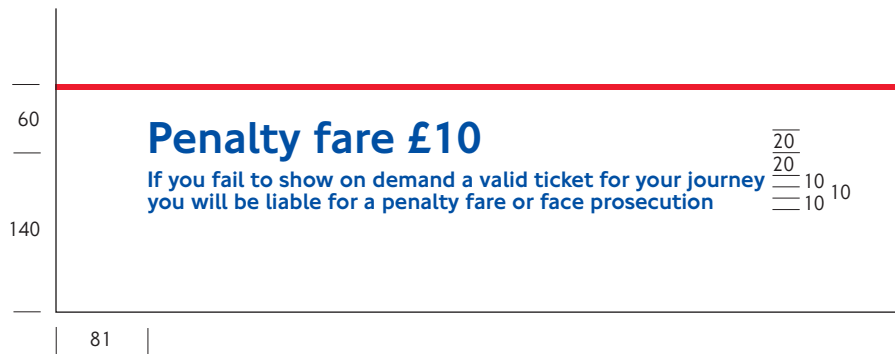 60
Penalty fare £10
20
20
If you fail to show on demand a valid ticket for your journey
10
10
you will be liable for a penalty fare or face prosecution
10
140
81